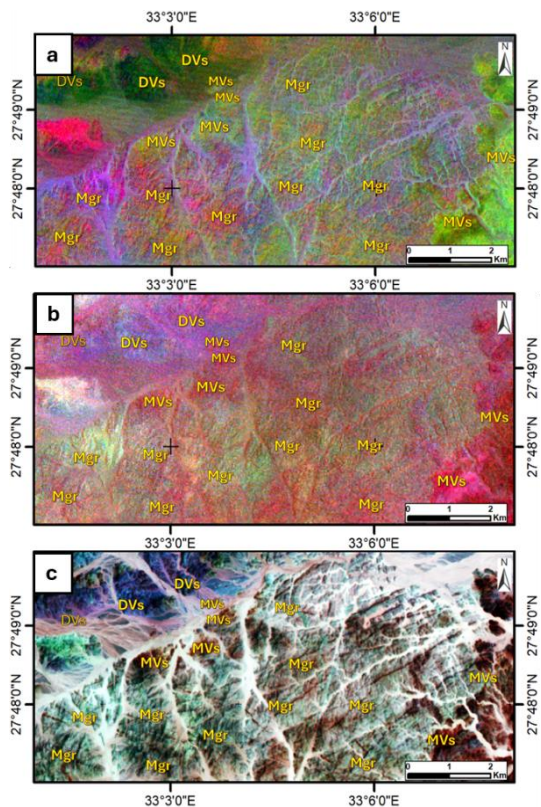 33°3'0"E 33°6'0"E
a
N
DVs
DVs DVs MVs Mgr
MVs
27°49'0"N 27°49'0"N
MVs
MVs Mgr
MVs
27°48'0"N 27°48'0"N
Mgr Mgr Mgr Mgr
Mgr
MVs
Mgr
Mgr Mgr
0 1 2
Km
33°3'0"E 33°6'0"E
b
N
DVs
DVs DVs MVs Mgr
MVs
27°49'0"N 27°49'0"N
MVs
MVs Mgr
MVs
27°48'0"N 27°48'0"N
Mgr Mgr Mgr Mgr
Mgr
MVs
Mgr Mgr Mgr
0 1 2
Km
33°3'0"E 33°6'0"E
c
N
DVs
DVs DVs MVs Mgr
MVs
27°49'0"N 27°49'0"N
MVs
MVs Mgr
MVs
27°48'0"N 27°48'0"N
Mgr Mgr Mgr Mgr
Mgr
MVs
Mgr Mgr Mgr
0 1 2
Km
33°3'0"E 33°6'0"E